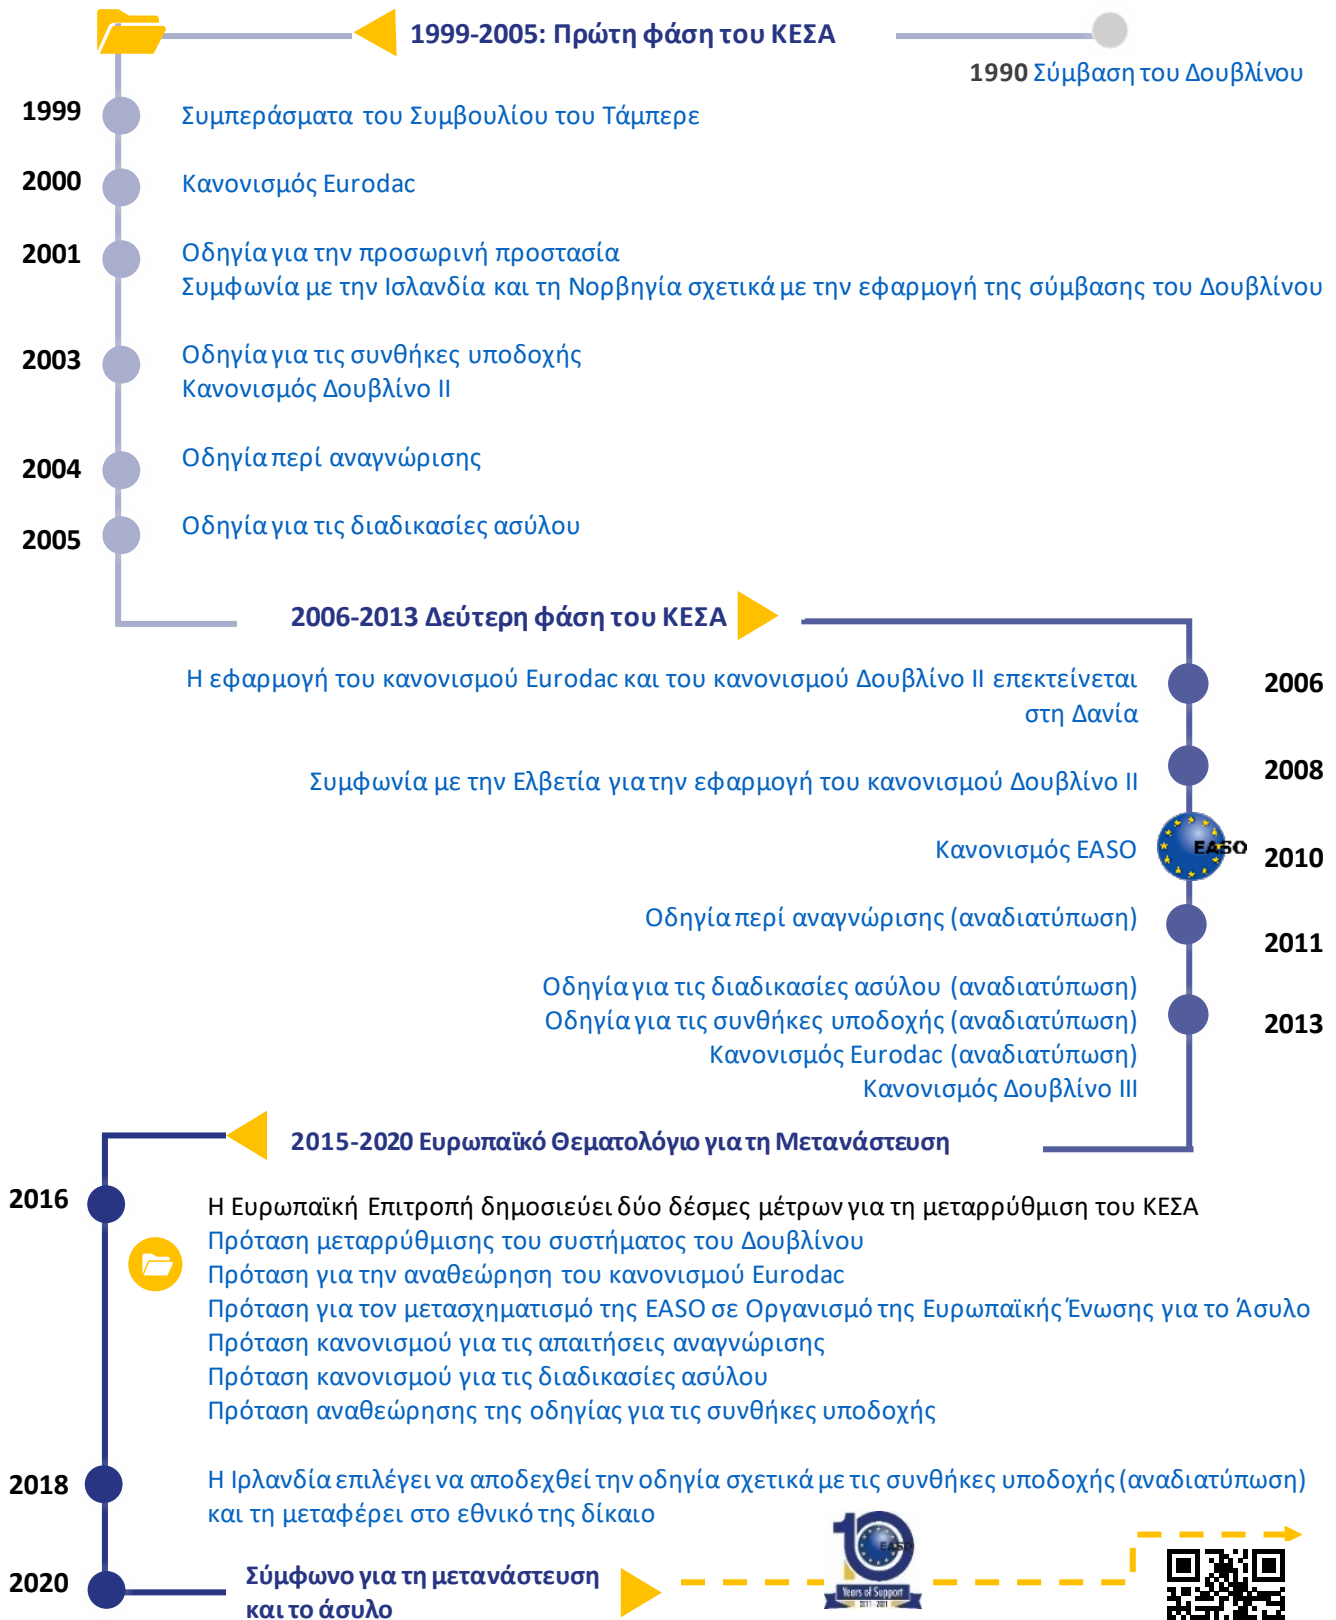 1999-2005: Πρώτη φάση του ΚΕΣΑ
1990 Σύμβαση του Δουβλίνου
1999
Συμπεράσματα του Συμβουλίου του Τάμπερε
2000
Κανονισμός Eurodac
2001
Οδηγία για την προσωρινή προστασία
Συμφωνία με την Ισλανδία και τη Νορβηγία σχετικά με την εφαρμογή της σύμβασης του Δουβλίνου
2003
Οδηγία για τις συνθήκες υποδοχής
Κανονισμός Δουβλίνο II
2004
Οδηγία περί αναγνώρισης
2005
Οδηγία για τις διαδικασίες ασύλου
2006-2013 Δεύτερη φάση του ΚΕΣΑ
Η εφαρμογή του κανονισμού Eurodac και του κανονισμού Δουβλίνο II επεκτείνεται
στη Δανία
2006
Συμφωνία με την Ελβετία για την εφαρμογή του κανονισμού Δουβλίνο II
2008
Κανονισμός EASO
EASO
2010
Οδηγία περί αναγνώρισης (αναδιατύπωση)
2011
Οδηγία για τις διαδικασίες ασύλου (αναδιατύπωση)
Οδηγία για τις συνθήκες υποδοχής (αναδιατύπωση)
2013
Κανονισμός Eurodac (αναδιατύπωση)
Κανονισμός Δουβλίνο III
2015-2020 Ευρωπαϊκό Θεματολόγιο για τη Μετανάστευση
2016
Η Ευρωπαϊκή Επιτροπή δημοσιεύει δύο δέσμες μέτρων για τη μεταρρύθμιση του ΚΕΣΑ
Πρόταση μεταρρύθμισης του συστήματος του Δουβλίνου
Πρόταση για την αναθεώρηση του κανονισμού Eurodac
Πρόταση για τον μετασχηματισμό της EASO σε Οργανισμό της Ευρωπαϊκής Ένωσης για το Άσυλο
Πρόταση κανονισμού για τις απαιτήσεις αναγνώρισης
Πρόταση κανονισμού για τις διαδικασίες ασύλου
Πρόταση αναθεώρησης της οδηγίας για τις συνθήκες υποδοχής
2018
Η Ιρλανδία επιλέγει να αποδεχθεί την οδηγία σχετικά με τις συνθήκες υποδοχής (αναδιατύπωση)
και τη μεταφέρει στο εθνικό της δίκαιο
2020
Σύμφωνο για τη μετανάστευση
και το άσυλο
10
EASO
Years of Support
2011 - 2021